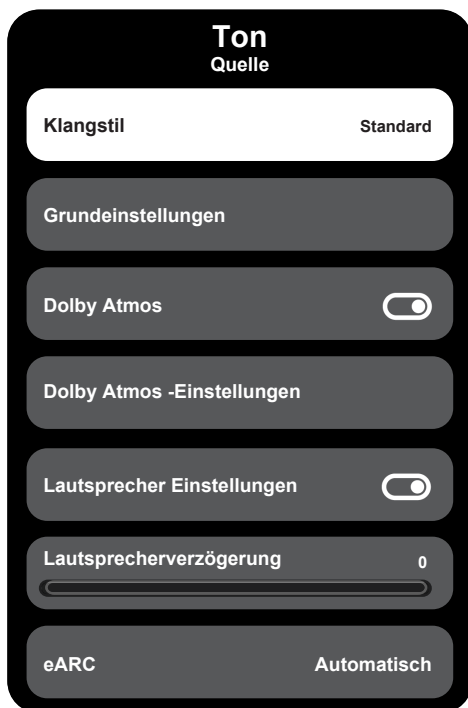 Ton
Quelle
Klangstil Standard
Grundeinstellungen
Dolby Atmos
Dolby Atmos -Einstellungen
Lautsprecher Einstellungen
Lautsprecherverzögerung 0
eARC Automatisch